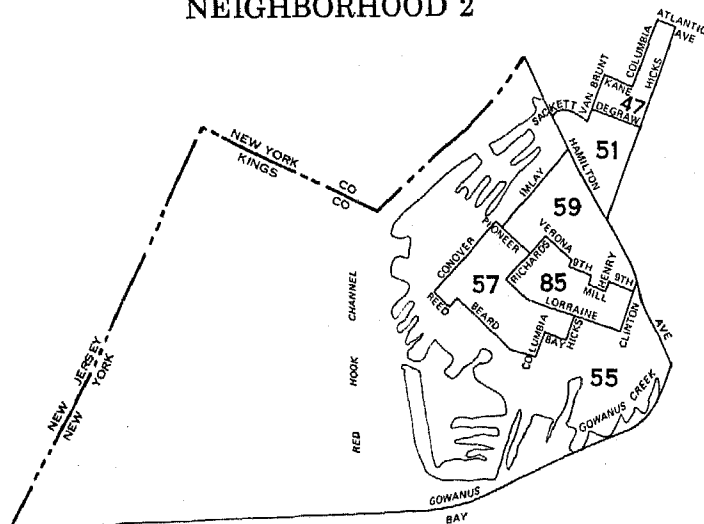 NEIGHBORHOOD 2
ATLANTIC
AVE
COLUMBIA
HICKS
VAN BRUNT
KANE
47
DEGRAW
SACKETT
51
HAMILTON
NEW YORK
KINGS
CO
CO
IMLAY
59
PIONEER
VERONA
9TH
HENRY
9TH
CONOVER
RICHARDS
57
85
MILL
REED
BEARD
LORRAINE
COLUMBIA
BAY
HICKS
CLINTON
AVE
RED HOOK CHANNEL
NEW JERSEY
NEW YORK
55
GOWANUS CREEK
GOWANUS
BAY